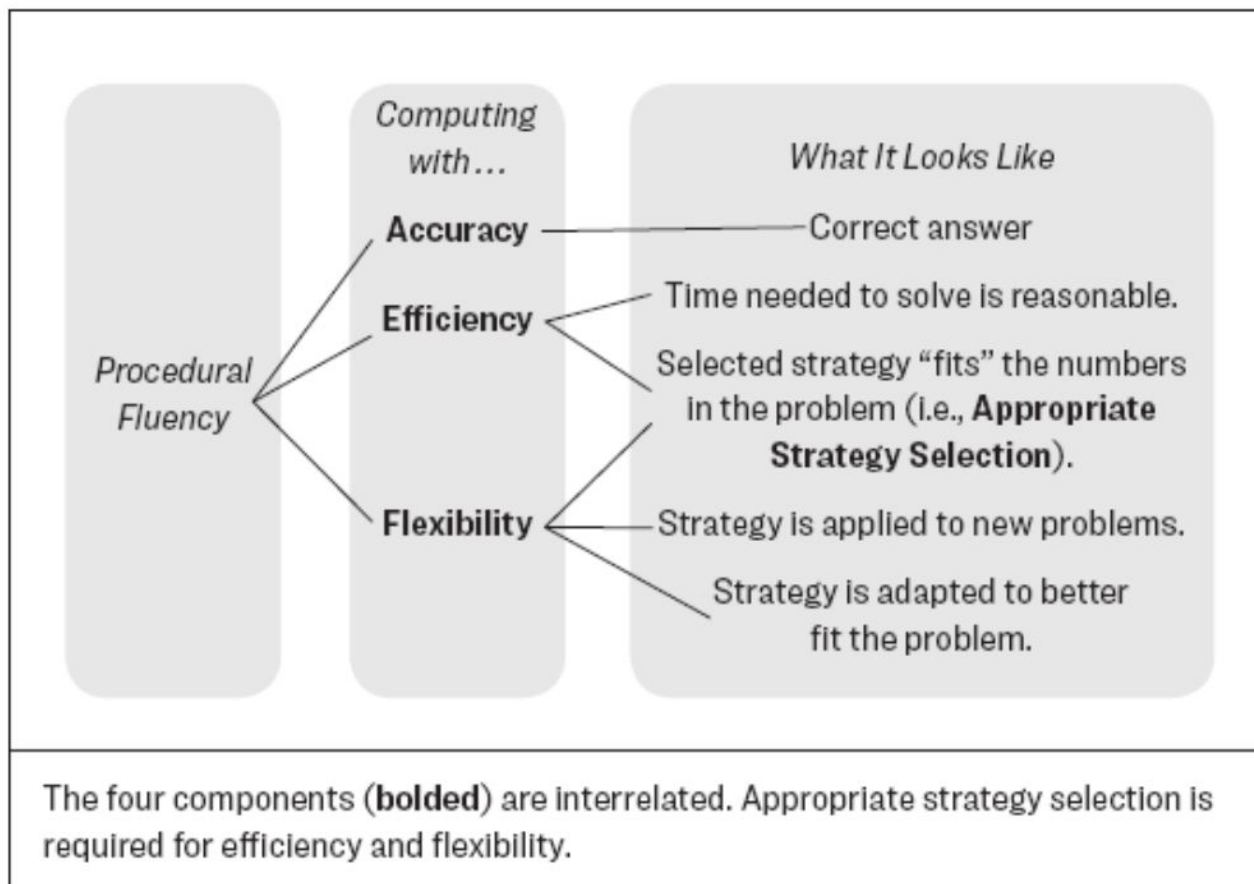 Procedural
Fluency
Computing
with...
Accuracy
Efficiency
Flexibility
What It Looks Like
Correct answer
Time needed to solve is reasonable.
Selected strategy “fits” the numbers
in the problem (i.e., Appropriate
Strategy Selection).
Strategy is applied to new problems.
Strategy is adapted to better
fit the problem.
The four components (bolded) are interrelated. Appropriate strategy selection is
required for efficiency and flexibility.